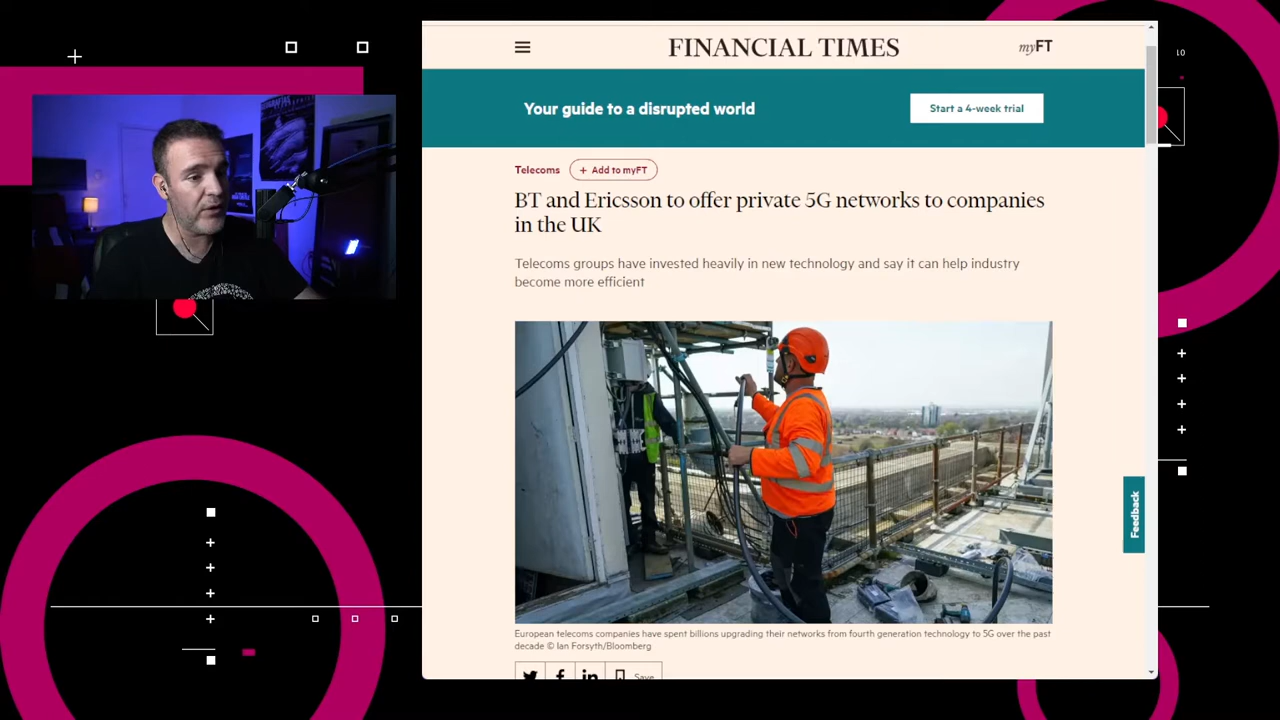 FINANCIAL TIMES
myFT
Your guide to a disrupted world
Start a 4-week trial
Telecoms
+ Add to myFT
BT and Ericsson to offer private 5G networks to companies
in the UK
Telecoms groups have invested heavily in new technology and say it can help industry
become more efficient
Feedback
European telecoms companies have spent billions upgrading their networks from fourth generation technology to 5G over the past
decade © Ian Forsyth/Bloomberg
Save
10